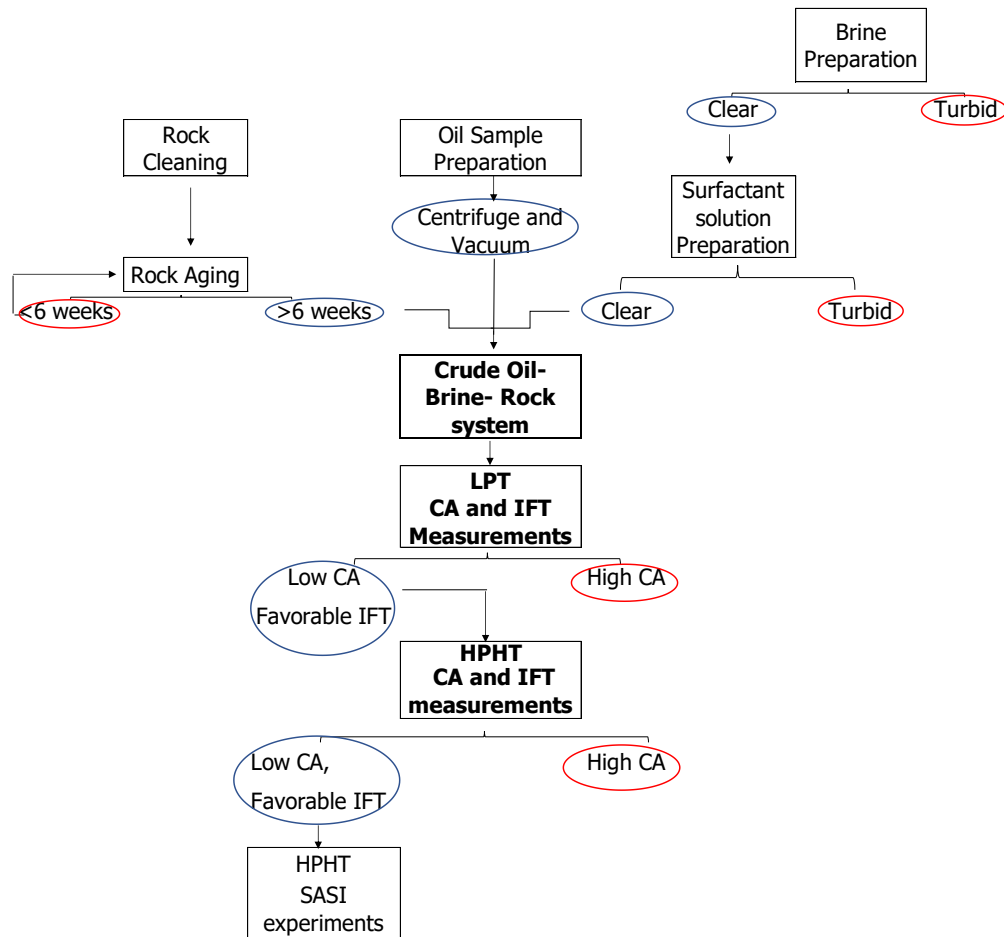 Brine
Preparation
Clear
Turbid
Rock
Cleaning
Oil Sample
Preparation
Surfactant
solution
Preparation
Centrifuge and
Vacuum
Rock Aging
<6 weeks
>6 weeks
Clear
Turbid
Crude Oil-
Brine- Rock
system
LPT
CA and IFT
Measurements
Low CA
Favorable IFT
High CA
HPHT
CA and IFT
measurements
Low CA,
Favorable IFT
High CA
HPHT
SASI
experiments